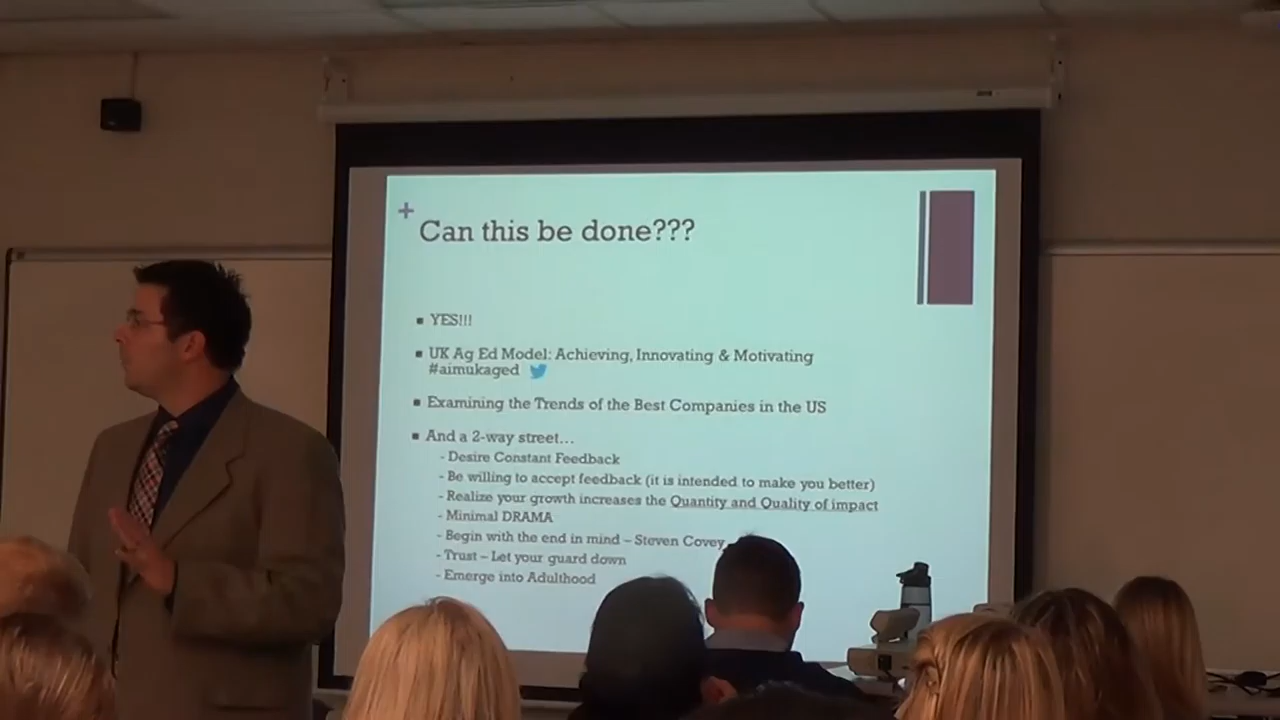 +
Can this be done???
YES!!!
UK Ag Ed Model: Achieving, Innovating & Motivating
#aimukaged
Examining the Trends of the Best Companies in the US
And a 2-way street...
- Desire Constant Feedback
- Be willing to accept feedback (it is intended to make you better)
- Realize your growth increases the Quantity and Quality of impact
- Minimal DRAMA
- Begin with the end in mind – Steven Covey
- Trust – Let your guard down
- Emerge into Adulthood